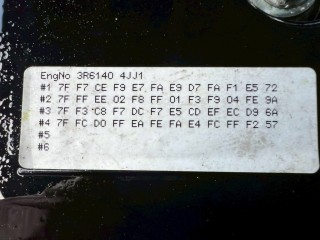 EngNo 3R6140 4JJ1
#1 7F F7 CE F9 E7 FA E9 D7 FA F1 E5 72
#2 7F FF EE 02 F8 FF 01 F3 F9 04 FE 9A
#3 7F F3 C8 F7 DC F7 E5 CD EF EC D9 6A
#4 7F FC D0 FF EA FE FA E4 FC FF F2 57
#5
#6